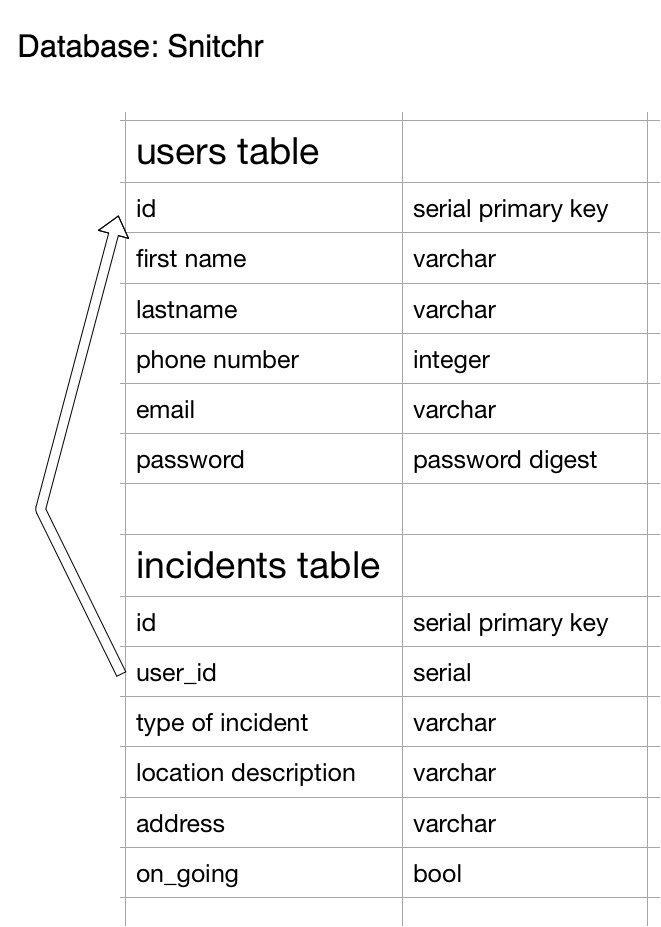 Database: Snitchr
users table
id serial primary key
first name varchar
lastname varchar
phone number integer
email varchar
password password digest
incidents table
id serial primary key
user_id serial
type of incident varchar
location description varchar
address varchar
on_going bool